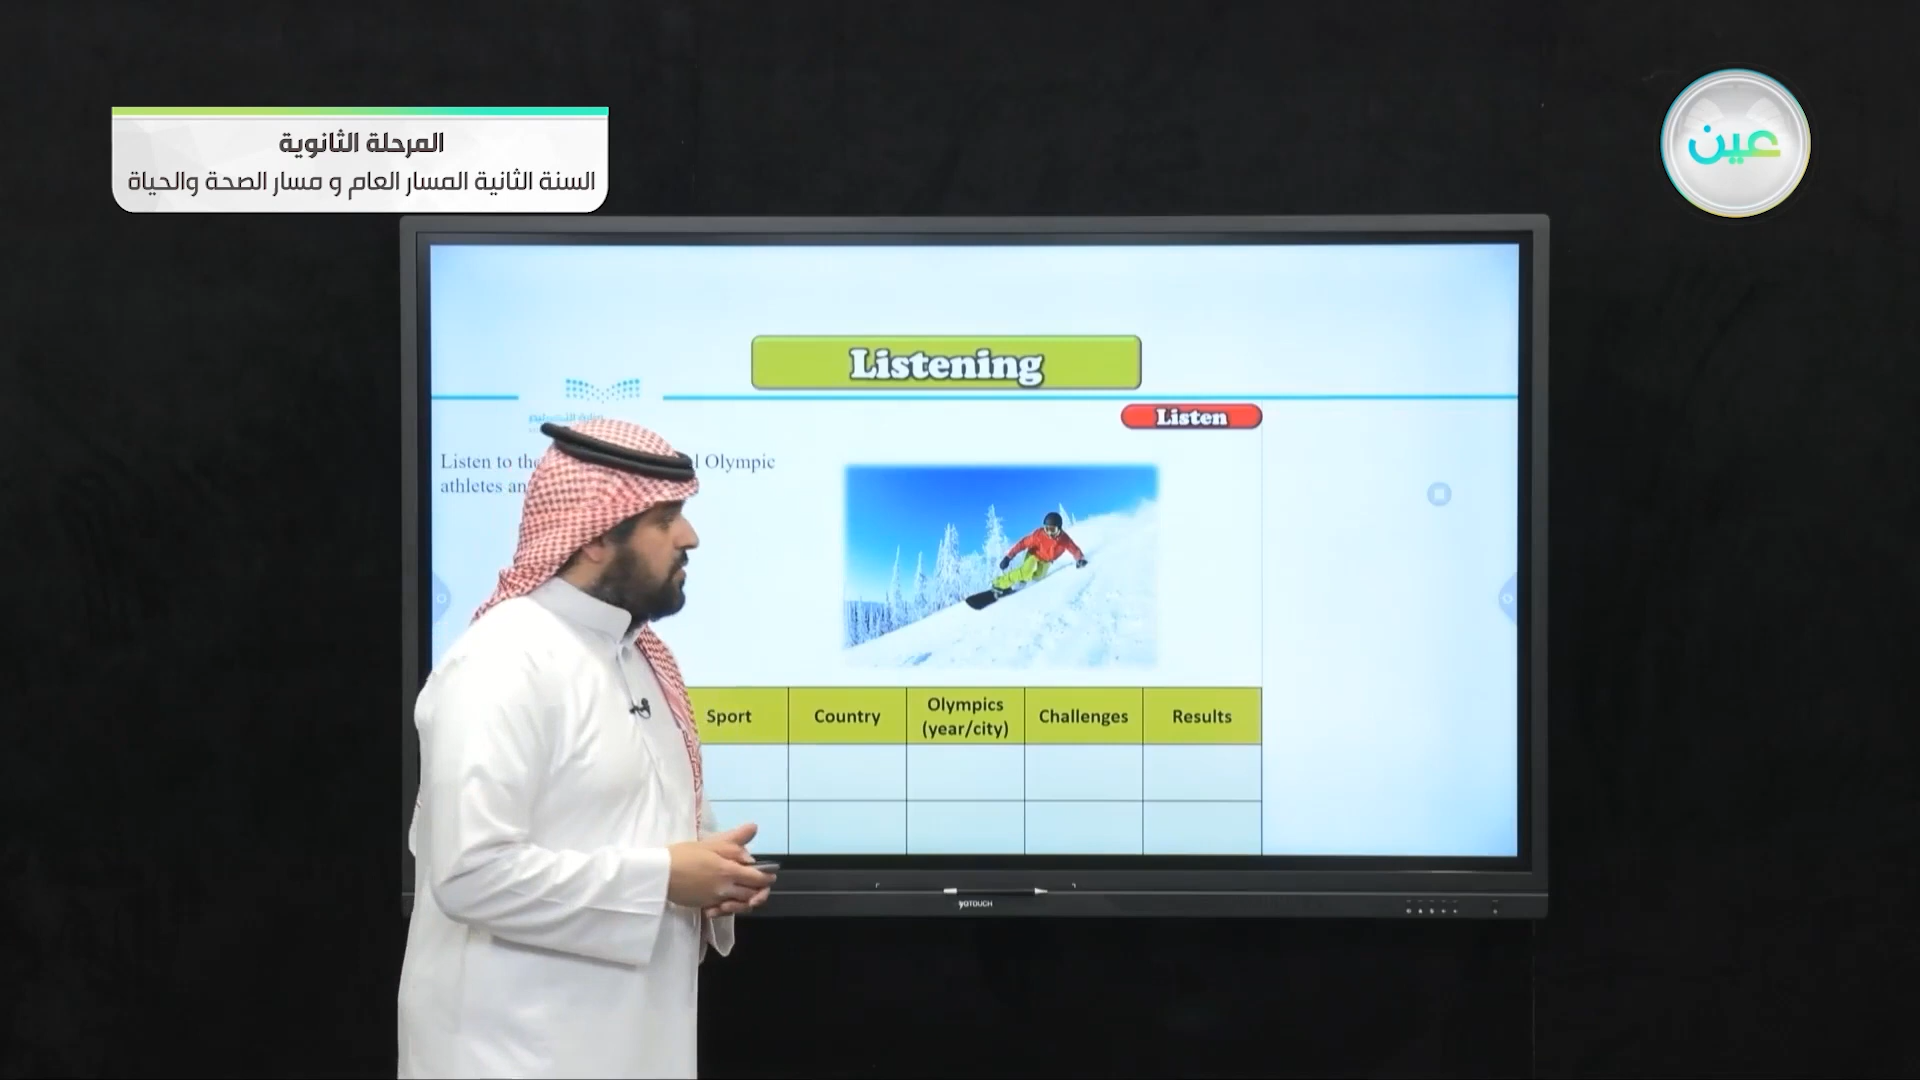 المرحلة الثانوية
السنة الثانية المسار العام و مسار الصحة والحياة
عين
Listening
Listen
Listen to the Olympic
athletes
Sport
Country
Olympics
(year/city)
Challenges
Results
YOTOUCH